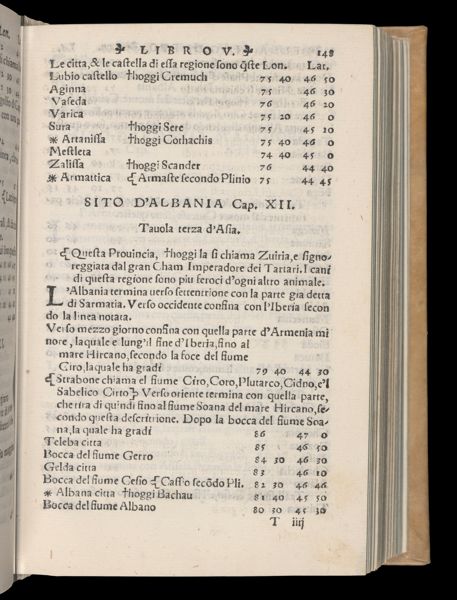 LIBRO V. 148
Le citta, & le castella di essa regione sono q̃ste Lon. Lat.
Lubio castello †hoggi Cremuch 75 40 46 50
Aginna 75 46 30
Vaseda 76 46 20
Varica 75 20 46 0
Sura †hoggi Sere 75 45 10
* Artanissa †hoggi Corhachis 75 40 46 0
Mestleta 74 40 45 0
Zalissa †hoggi Scander 76 44 40
* Armattica ⁅Armaste secondo Plinio 75 44 45
SITO D'ALBANIA Cap. XII.
Tauola terza d'Asia.
⁅Questa Prouincia, †hoggi la si chiama Zuiria, e signo-
reggiata dal gran Cham Imperadore dei Tartari. I cani
di questa regione sono piu feroci d'ogni altro animale.
L'Albania termina uerso settentrione con la parte gia detta
di Sarmatia. Verso occidente confina con l'Iberia secon
do la linea notata.
Verso mezzo giorno confina con quella parte d'Armenia mi
nore, laquale e lung'il fine d'Iberia, fino al
mare Hircano, secondo la foce del fiume
Ciro, laquale ha gradi 79 40 44 30
⁅Strabone chiama el fiume Ciro, Coro, Plutarco, Cidno, e'l
Sabelico Cirto⁆ Verso oriente termina con quella parte,
che tira di quindi fino al fiume Soana del mare Hircano, se-
condo questa descrittione. Dopo la bocca del fiume Soa-
na, la quale ha gradi 86 47 0
Teleba citta 85 46 50
Bocca del fiume Gerro 84 30 46 30
Gelda citta 83 46 10
Bocca del fiume Cesio ⁅Casso secõdo Pli. 82 30 46 46
* Albana citta †hoggi Bachau 81 40 45 50
Bocca del fiume Albano 80 30 45 30
T iiij